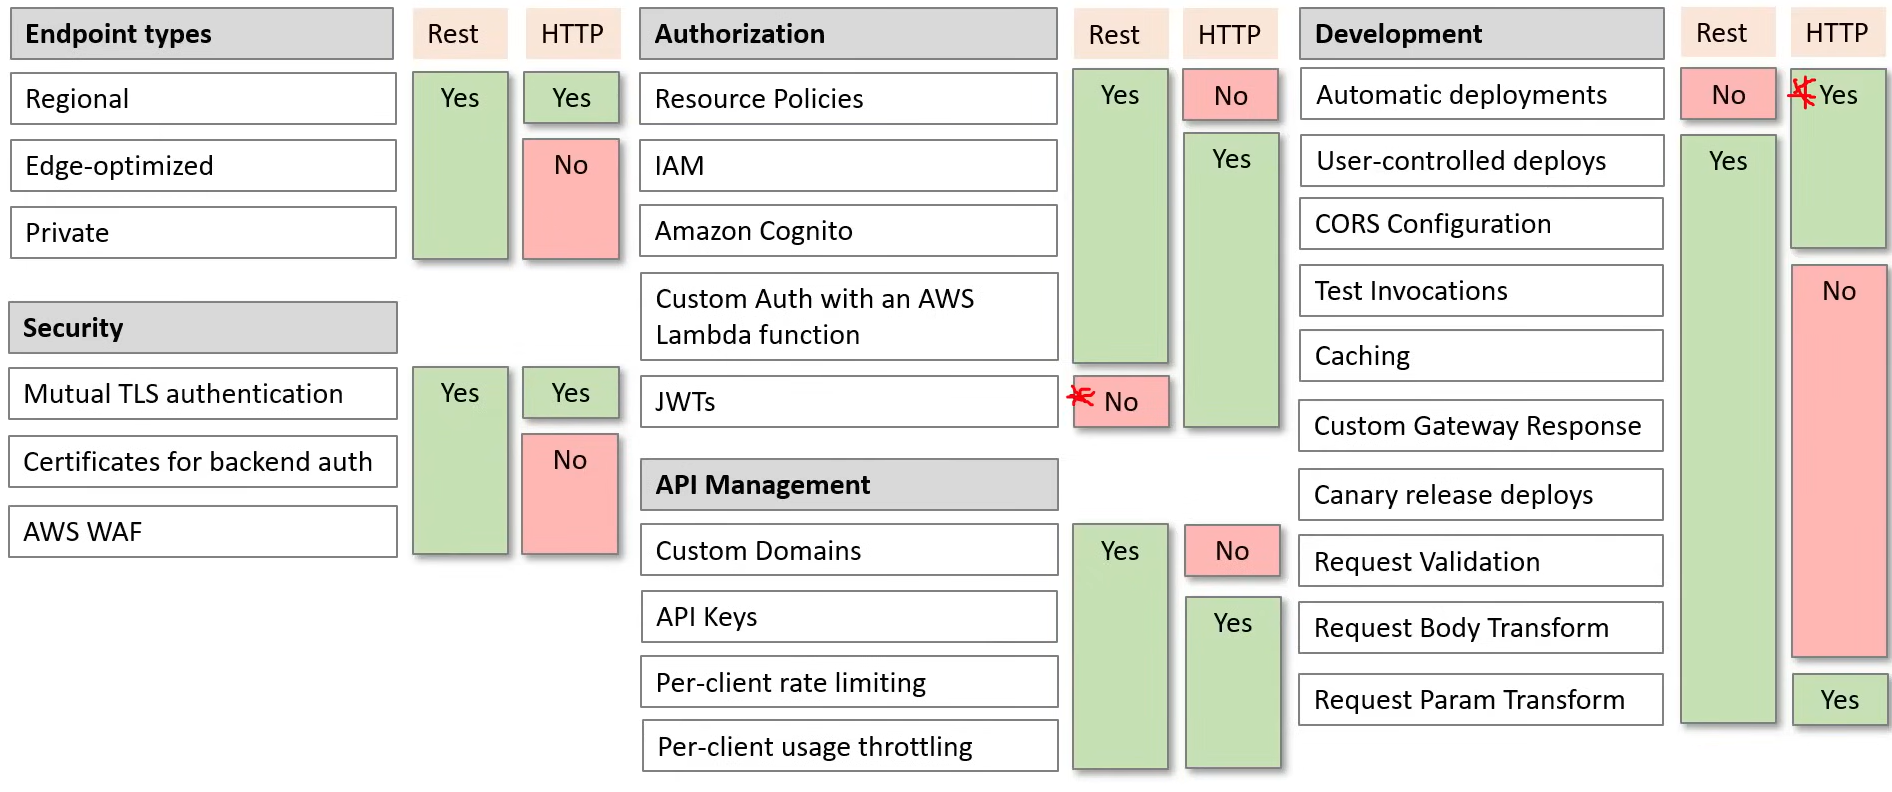 Endpoint types Rest HTTP
Regional Yes Yes
Edge-optimized No
Private
Security
Mutual TLS authentication Yes Yes
Certificates for backend auth No
AWS WAF
Authorization Rest HTTP
Resource Policies Yes No
IAM Yes
Amazon Cognito
Custom Auth with an AWS
Lambda function
JWTs No
API Management
Custom Domains Yes No
API Keys Yes
Per-client rate limiting
Per-client usage throttling
Development Rest HTTP
Automatic deployments No Yes
User-controlled deploys Yes
CORS Configuration
Test Invocations No
Caching
Custom Gateway Response
Canary release deploys
Request Validation
Request Body Transform
Request Param Transform Yes